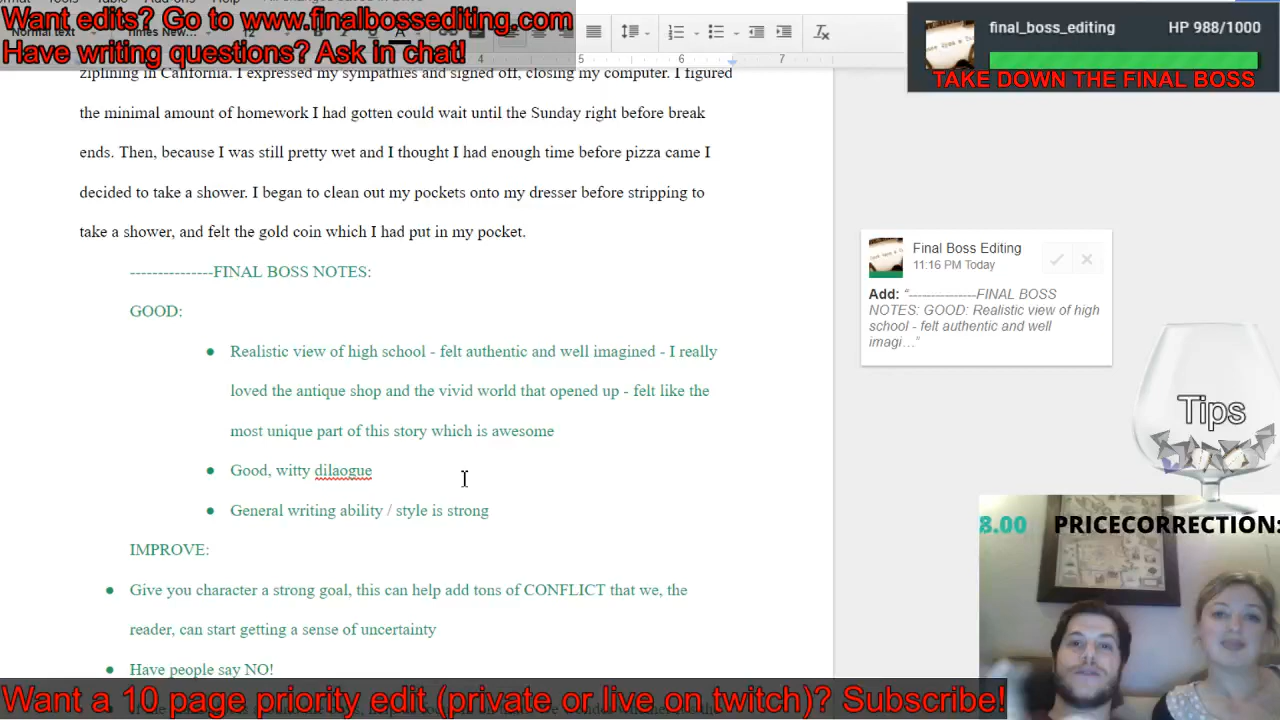 Want edits? Go to www.finalbossediting.com
Have writing questions? Ask in chat!
Normal text
Times New...
12
4
5
6
7
final_boss_editing
HP 988/1000
TAKE DOWN THE FINAL BOSS
ziplining in California. I expressed my sympathies and signed off, closing my computer. I figured
the minimal amount of homework I had gotten could wait until the Sunday right before break
ends. Then, because I was still pretty wet and I thought I had enough time before pizza came I
decided to take a shower. I began to clean out my pockets onto my dresser before stripping to
take a shower, and felt the gold coin which I had put in my pocket.
---------------FINAL BOSS NOTES:
GOOD:
● Realistic view of high school - felt authentic and well imagined - I really
loved the antique shop and the vivid world that opened up - felt like the
most unique part of this story which is awesome
● Good, witty dilaogue
● General writing ability / style is strong
IMPROVE:
● Give you character a strong goal, this can help add tons of CONFLICT that we, the
reader, can start getting a sense of uncertainty
● Have people say NO!
Final Boss Editing
11:16 PM Today
Add: "---------------FINAL BOSS
NOTES: GOOD: Realistic view of high
school - felt authentic and well
imagi…"
Tips
8.00 PRICECORRECTION:
Want a 10 page priority edit (private or live on twitch)? Subscribe!